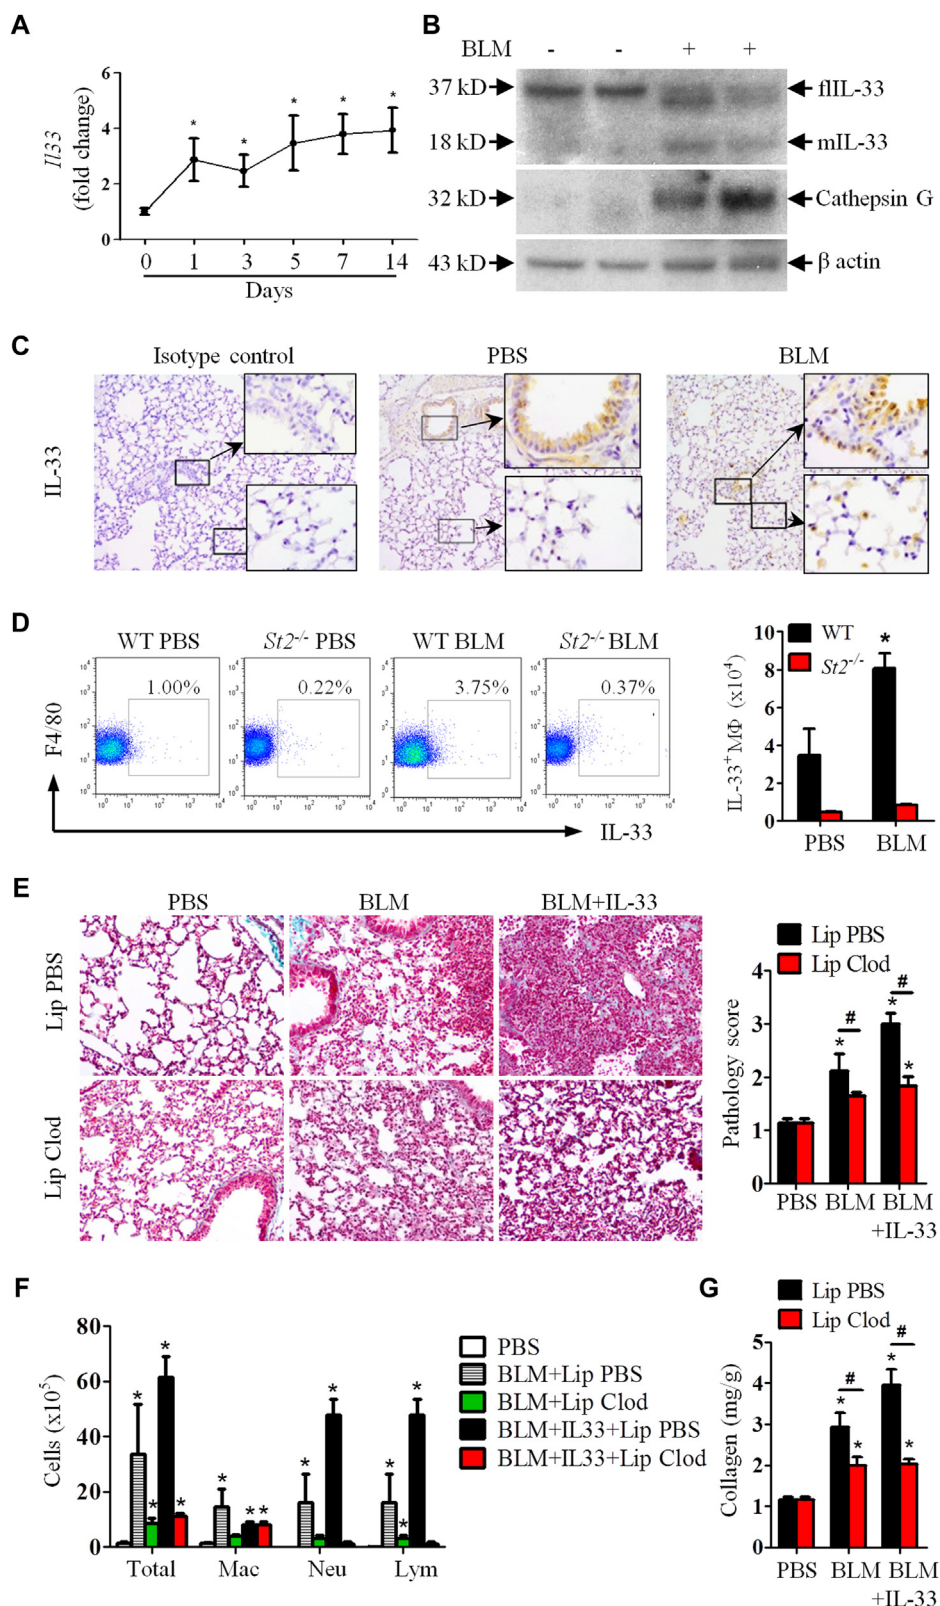 A
Il33
(fold change)
6
4
2
0
*
*
*
*
*
0 1 3 5 7 14
Days
B
BLM - - + +
37 kD flIL-33
18 kD mIL-33
32 kD Cathepsin G
43 kD β actin
C
Isotype control PBS BLM
IL-33
D
WT PBS St2-/- PBS WT BLM St2-/- BLM
1.00% 0.22% 3.75% 0.37%
F4/80
IL-33
WT
St2-/-
IL-33+MΦ (x10⁴)
10
8
6
4
2
0
*
PBS BLM
E
PBS BLM BLM+IL-33
Lip PBS
Lip Clod
Lip PBS
Lip Clod
Pathology score
4
3
2
1
0
* # * # *
PBS BLM BLM
+IL-33
F
Cells (x10⁵)
80
60
40
20
0
* * * *
* * *
* *
* * *
Total Mac Neu Lym
PBS
BLM+Lip PBS
BLM+Lip Clod
BLM+IL33+Lip PBS
BLM+IL33+Lip Clod
G
Lip PBS
Lip Clod
Collagen (mg/g)
5
4
3
2
1
0
* # * * # *
PBS BLM BLM
+IL-33